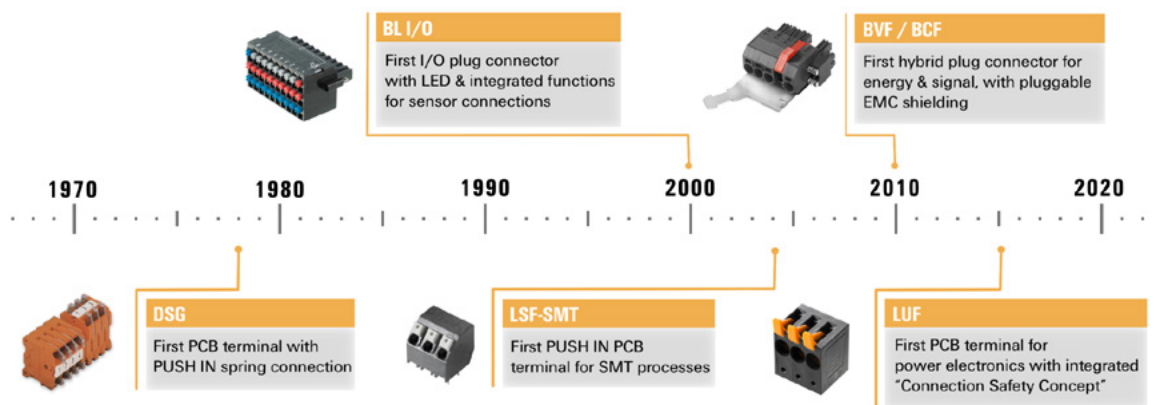 BL I/O
First I/O plug connector
with LED & integrated functions
for sensor connections
BVF / BCF
First hybrid plug connector for
energy & signal, with pluggable
EMC shielding
1970
1980
1990
2000
2010
2020
DSG
First PCB terminal with
PUSH IN spring connection
LSF-SMT
First PUSH IN PCB
terminal for SMT processes
LUF
First PCB terminal for
power electronics with integrated
"Connection Safety Concept"